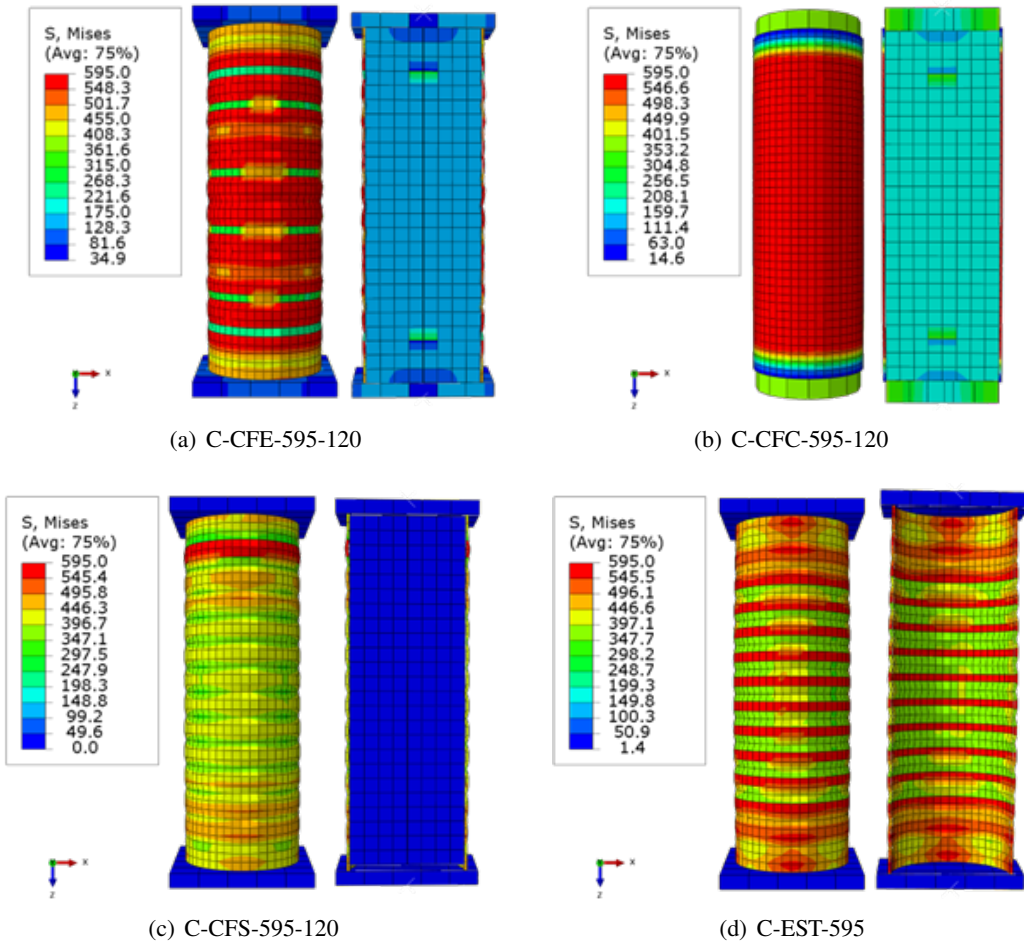 S, Mises
(Avg: 75%)
595.0
548.3
501.7
455.0
408.3
361.6
315.0
268.3
221.6
175.0
128.3
81.6
34.9
x
z
(a) C-CFE-595-120
S, Mises
(Avg: 75%)
595.0
546.6
498.3
449.9
401.5
353.2
304.8
256.5
208.1
159.7
111.4
63.0
14.6
x
z
(b) C-CFC-595-120
S, Mises
(Avg: 75%)
595.0
545.4
495.8
446.3
396.7
347.1
297.5
247.9
198.3
148.8
99.2
49.6
0.0
x
z
(c) C-CFS-595-120
S, Mises
(Avg: 75%)
595.0
545.5
496.1
446.6
397.1
347.7
298.2
248.7
199.3
149.8
100.3
50.9
1.4
x
z
(d) C-EST-595